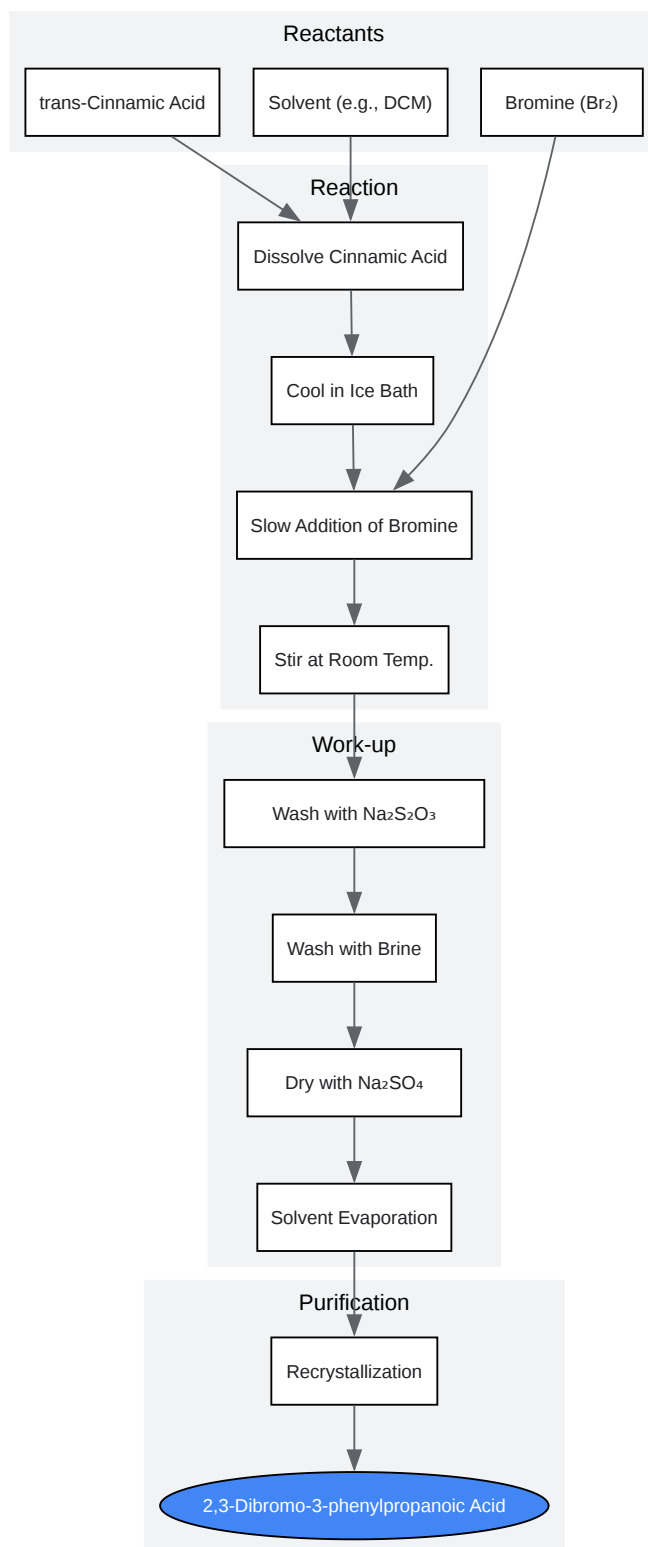 Reactants
trans-Cinnamic Acid
Solvent (e.g., DCM)
Bromine (Br₂)
Reaction
Dissolve Cinnamic Acid
Cool in Ice Bath
Slow Addition of Bromine
Stir at Room Temp.
Work-up
Wash with Na₂S₂O₃
Wash with Brine
Dry with Na₂SO₄
Solvent Evaporation
Purification
Recrystallization
2,3-Dibromo-3-phenylpropanoic Acid